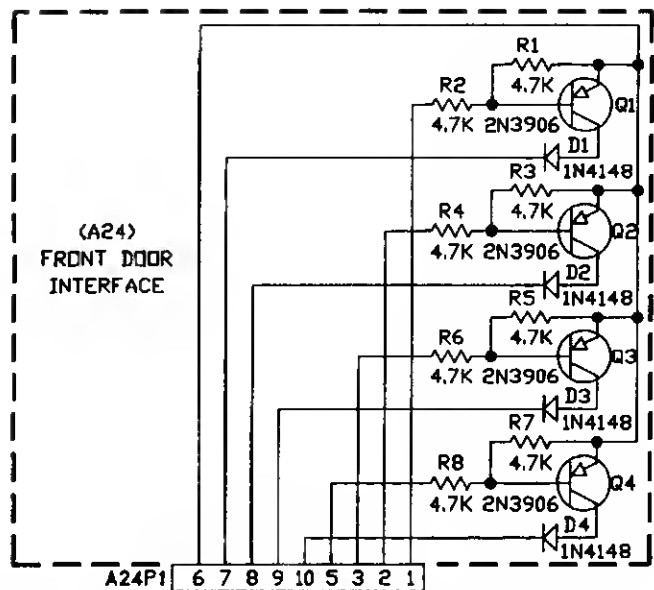 R1
4.7K
R2
4.7K 2N3906
Q1
D1
1N4148
R3
4.7K
R4
4.7K 2N3906
Q2
D2
1N4148
R5
4.7K
R6
4.7K 2N3906
Q3
D3
1N4148
R7
4.7K
R8
4.7K 2N3906
Q4
D4
1N4148
(A24)
FRONT DOOR
INTERFACE
A24P1 6 7 8 9 10 5 3 2 1